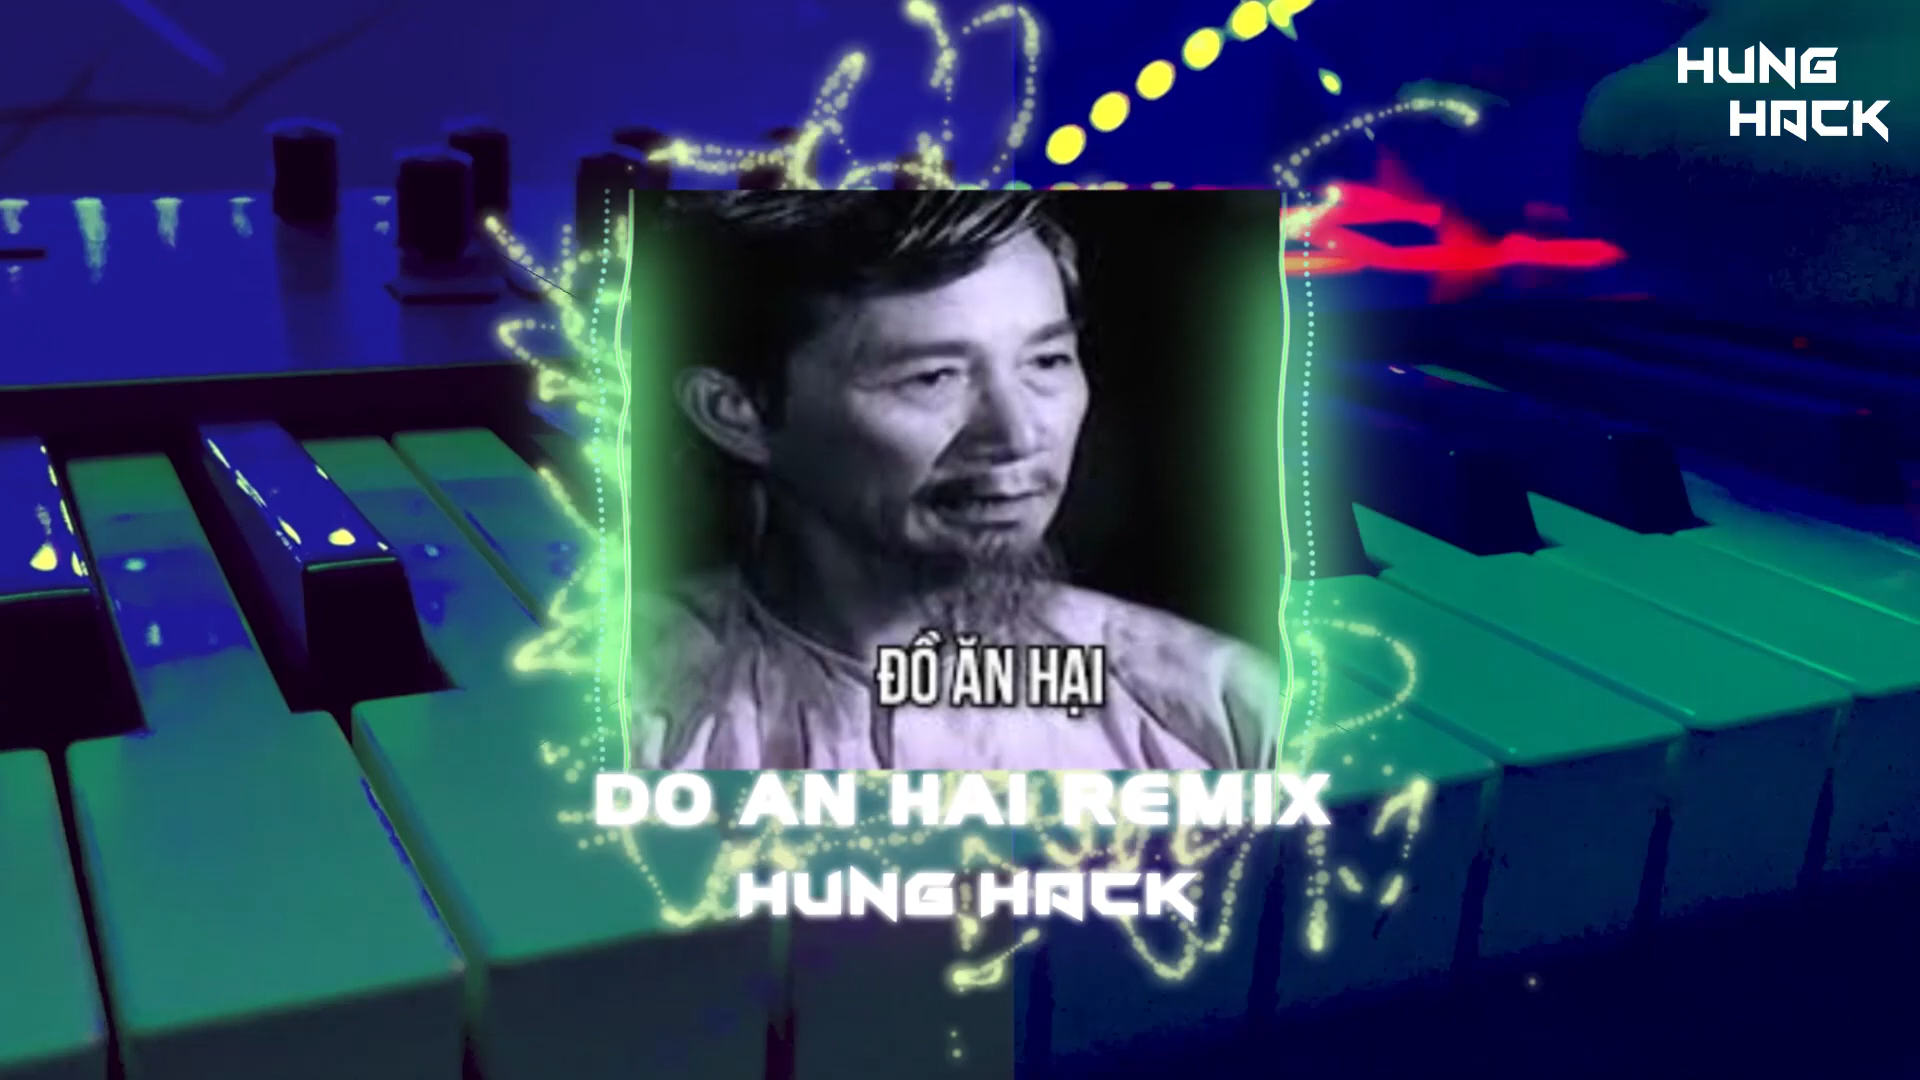 HUNG
HACK
ĐỒ ĂN HẠI
DO AN HAI REMIX
HUNG HACK